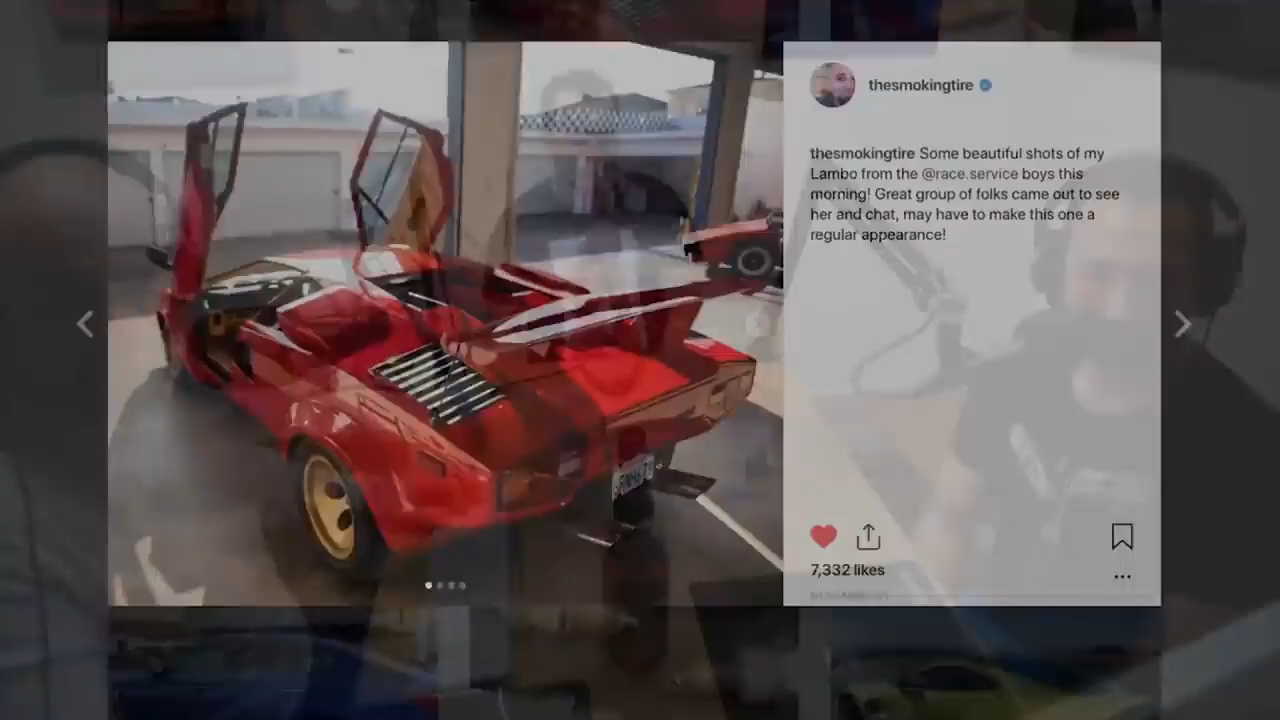 thesmokingtire
thesmokingtire Some beautiful shots of my
Lambo from the @race.service boys this
morning! Great group of folks came out to see
her and chat, may have to make this one a
regular appearance!
7,332 likes